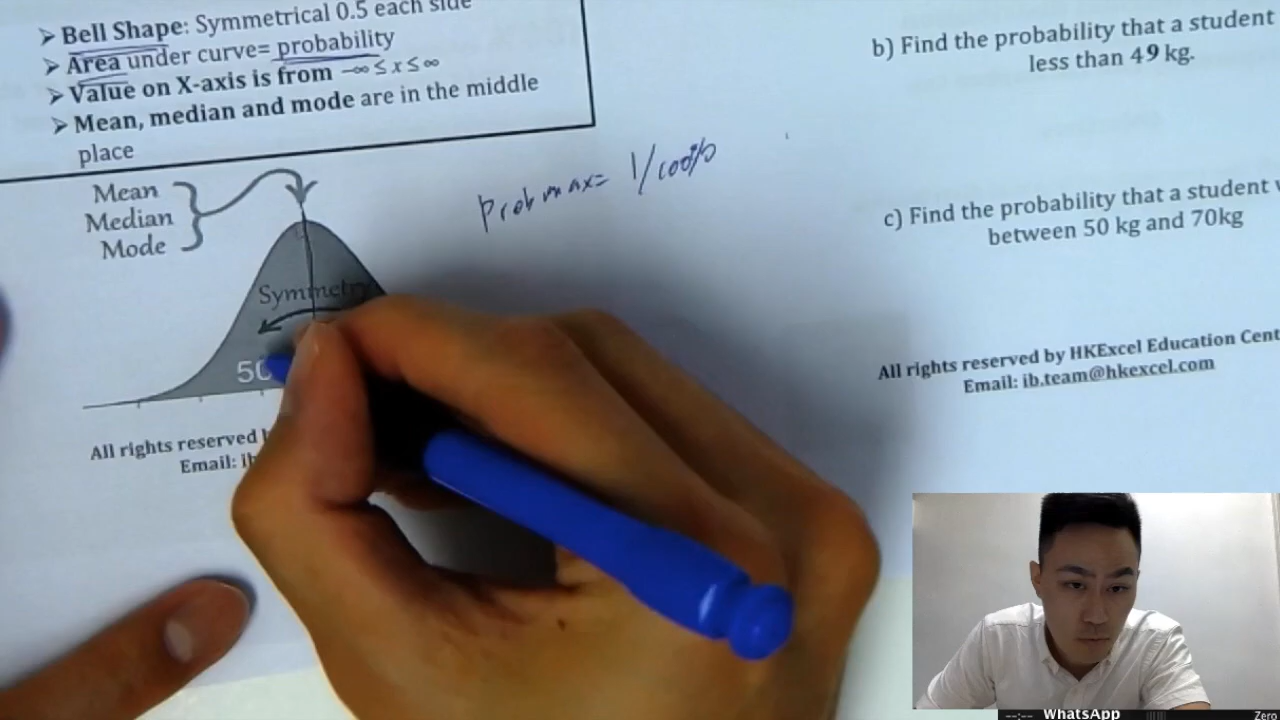 ➢ Bell Shape: Symmetrical 0.5 each side
➢ Area under curve= probability
➢ Value on X-axis is from −∞ ≤ x ≤ ∞
➢ Mean, median and mode are in the middle
place
Mean
Median
Mode
Symmetry
50
All rights reserved
Email:
Prob max= 1/100%
b) Find the probability that a student
less than 49 kg.
c) Find the probability that a student
between 50 kg and 70kg
All rights reserved by HKExcel Education
Email: ib.team@hkexcel.com
--:-- WhatsApp
Zero